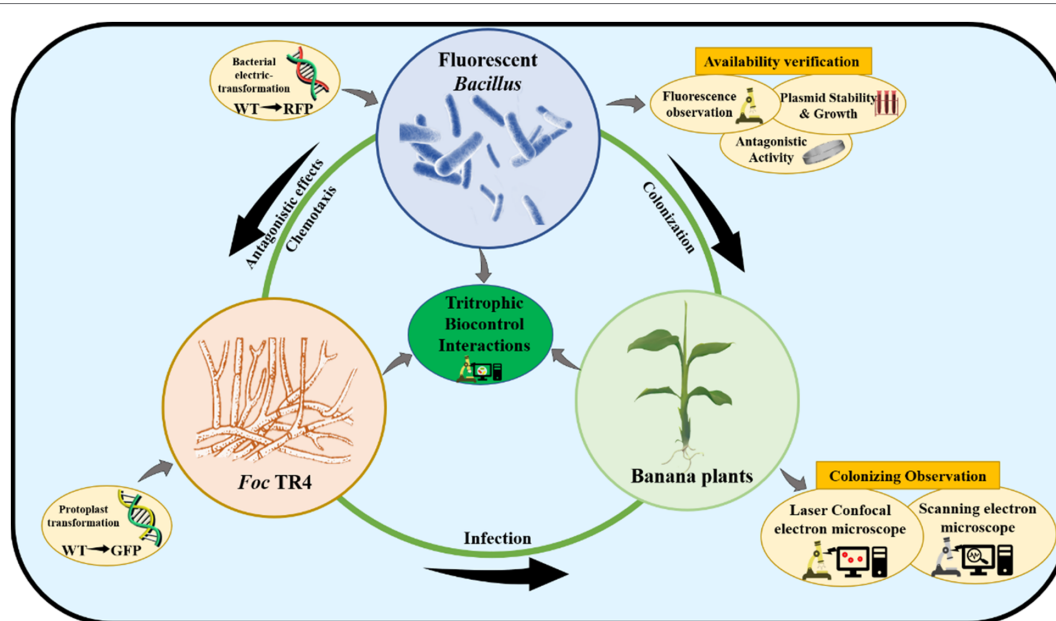 Bacterial
electric-
transformation
WT RFP
Fluorescent
Bacillus
Availability verification
Fluorescence
observation
Plasmid Stability
& Growth
Antagonistic
Activity
Antagonistic effects
Chemotaxis
Colonization
Tritrophic
Biocontrol
Interactions
Foc TR4
Banana plants
Protoplast
transformation
WT GFP
Infection
Colonizing Observation
Laser Confocal
electron microscope
Scanning electron
microscope